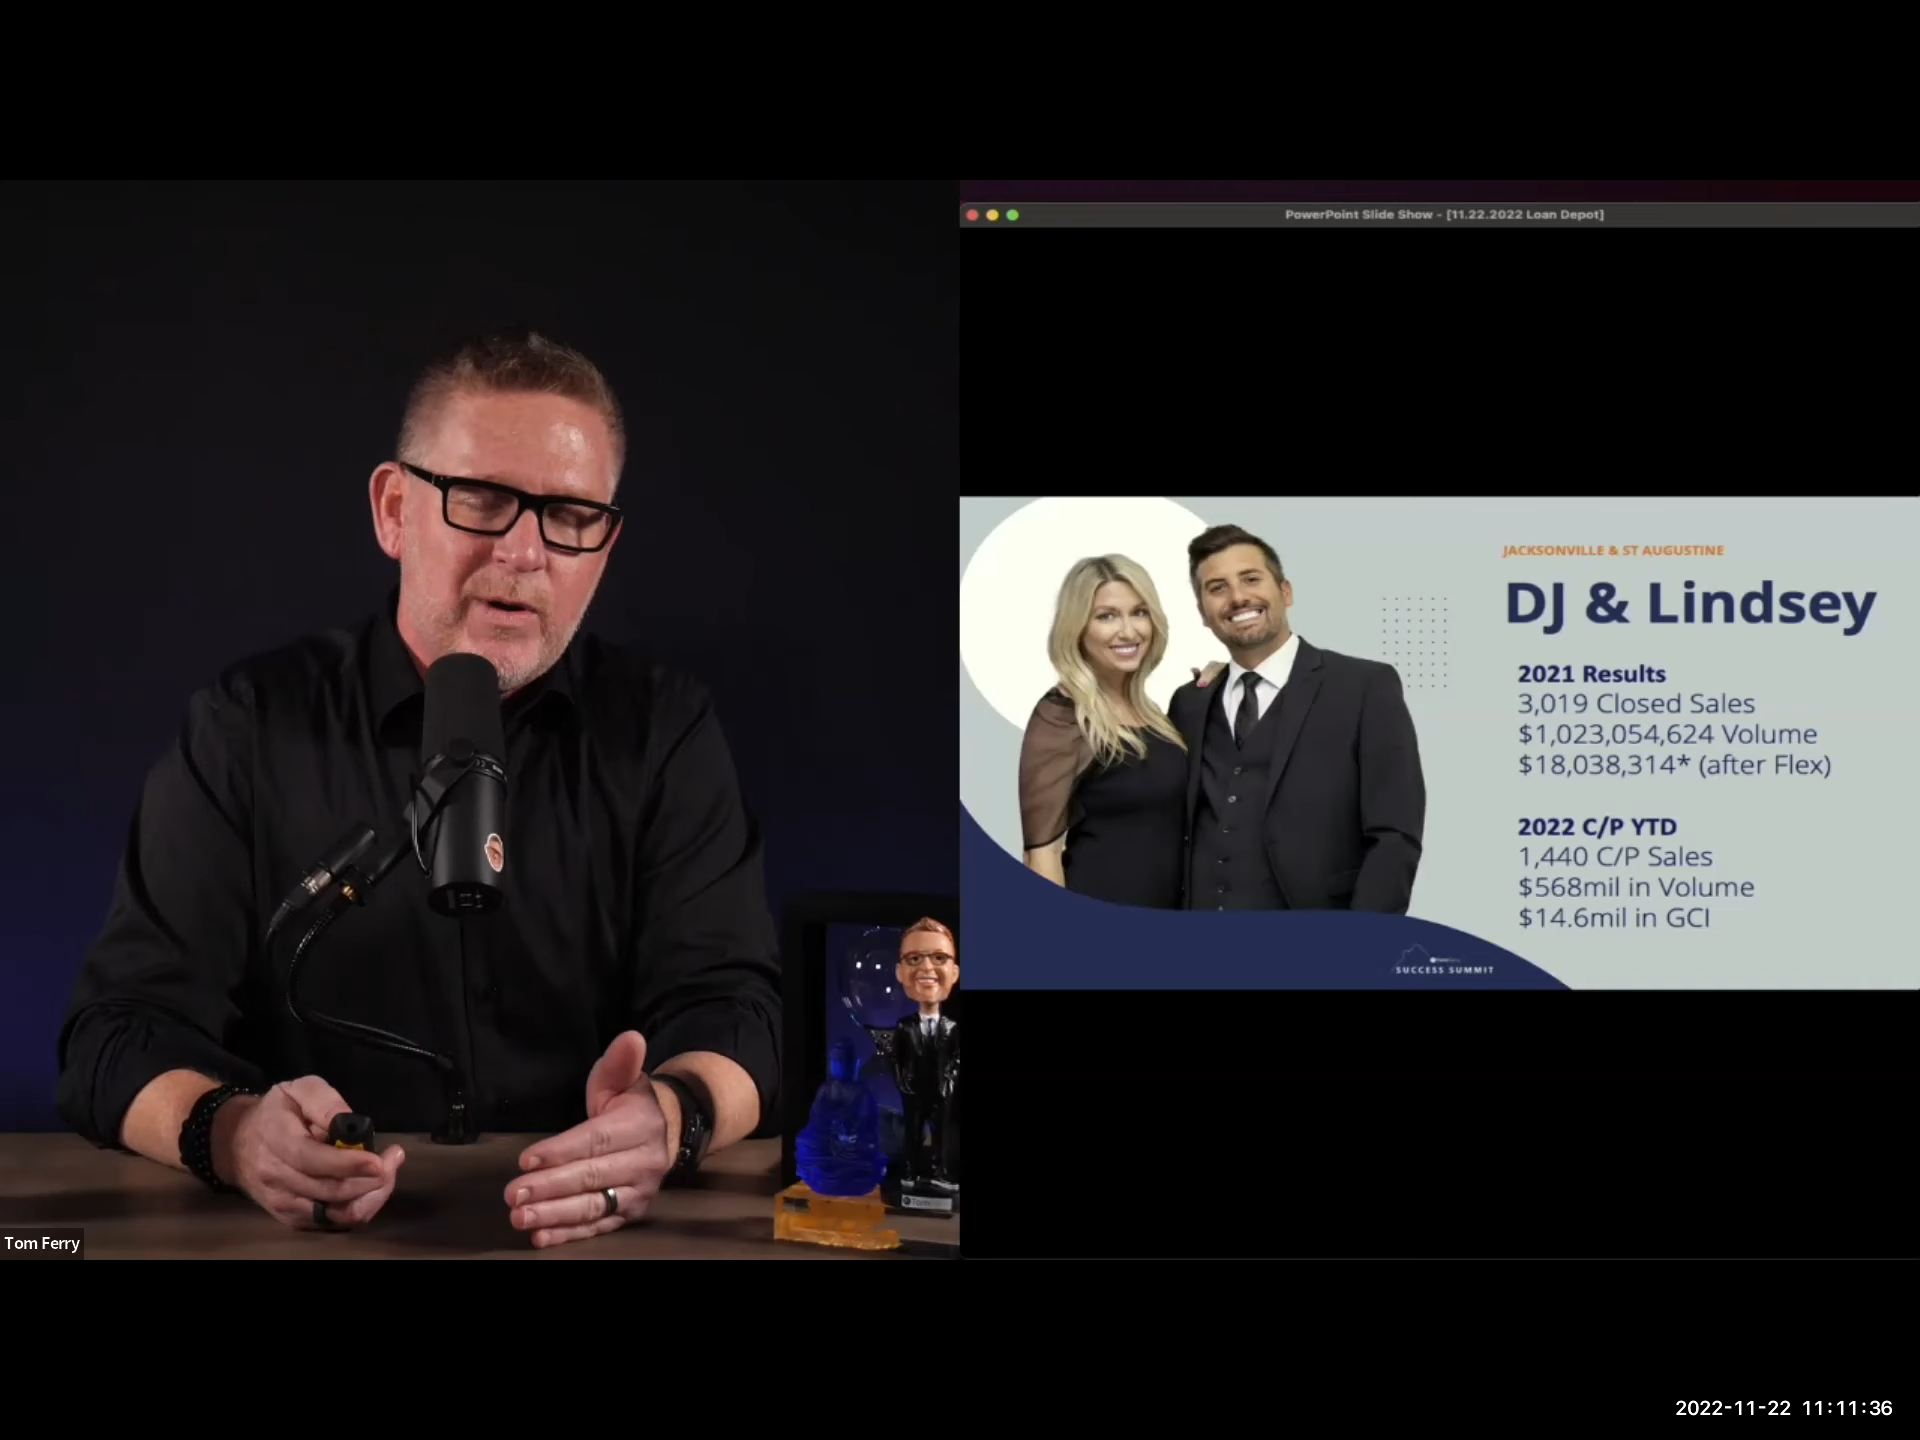 PowerPoint Slide Show - [11.22.2022 Loan Depot]
JACKSONVILLE & ST AUGUSTINE
DJ & Lindsey
2021 Results
3,019 Closed Sales
$1,023,054,624 Volume
$18,038,314* (after Flex)
2022 C/P YTD
1,440 C/P Sales
$568mil in Volume
$14.6mil in GCI
SUCCESS SUMMIT
Tom Ferry
2022-11-22 11:11:36